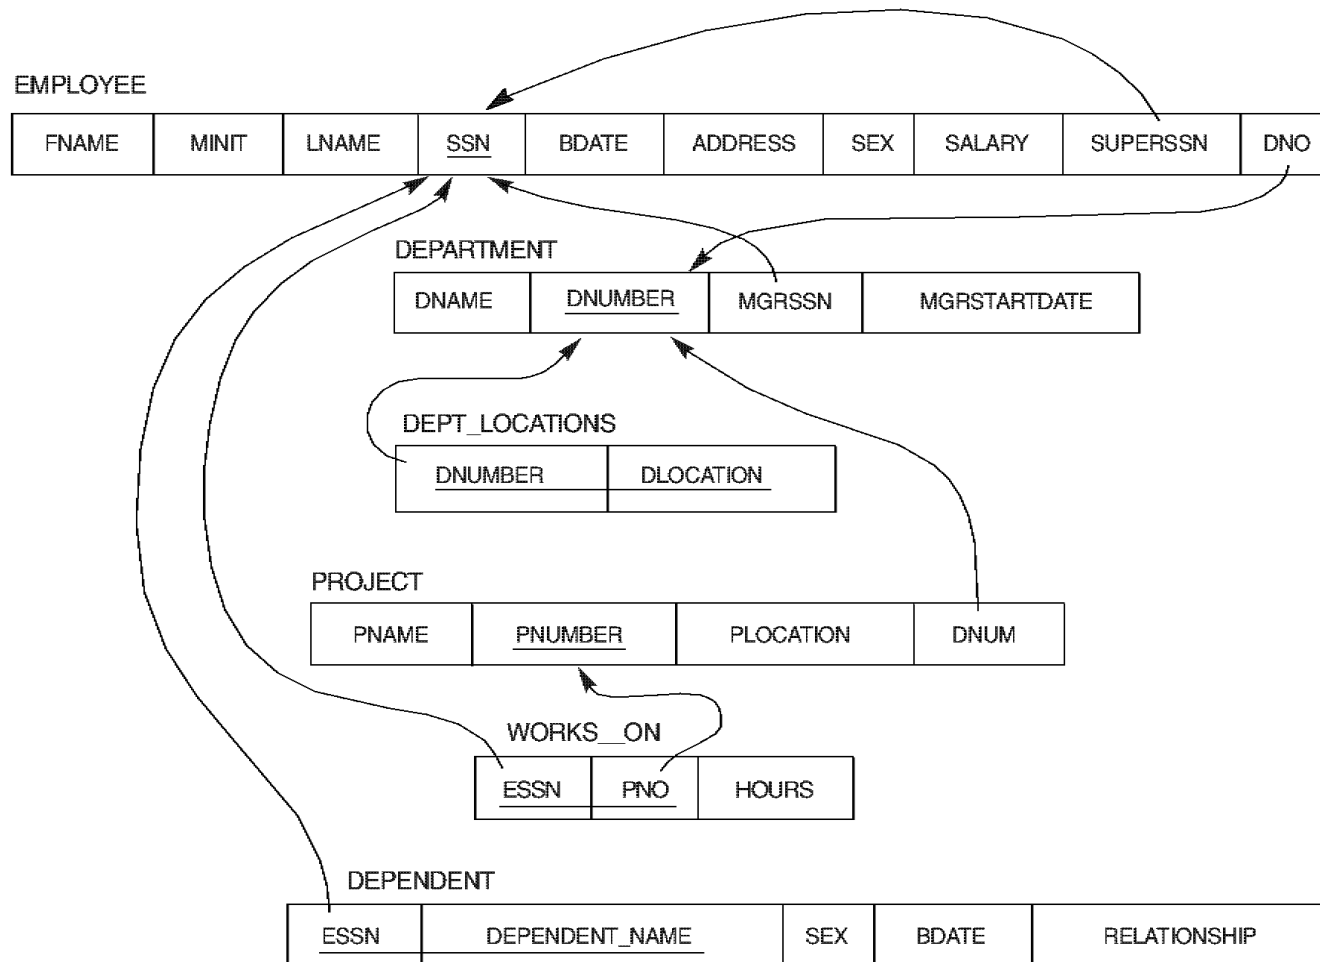 EMPLOYEE
FNAME MINIT LNAME SSN BDATE ADDRESS SEX SALARY SUPERSSN DNO
DEPARTMENT
DNAME DNUMBER MGRSSN MGRSTARTDATE
DEPT_LOCATIONS
DNUMBER DLOCATION
PROJECT
PNAME PNUMBER PLOCATION DNUM
WORKS__ON
ESSN PNO HOURS
DEPENDENT
ESSN DEPENDENT_NAME SEX BDATE RELATIONSHIP